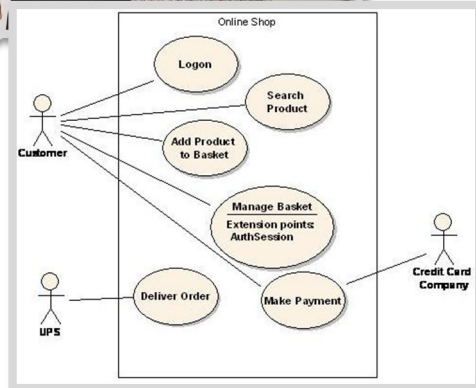 Online Shop
Logon
Search
Product
Add Product
to Basket
Customer
Manage Basket
Extension points:
AuthSession
Credit Card
Company
Deliver Order
Make Payment
UPS